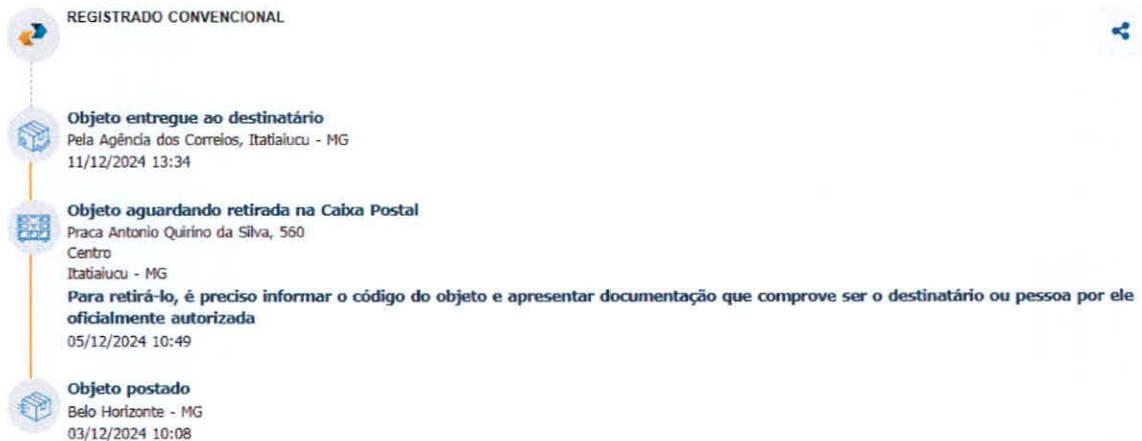 REGISTRADO CONVENCIONAL
Objeto entregue ao destinatário
Pela Agência dos Correios, Itatiaiucu - MG
11/12/2024 13:34
Objeto aguardando retirada na Caixa Postal
Praca Antonio Quirino da Silva, 560
Centro
Itatiaiucu - MG
Para retirá-lo, é preciso informar o código do objeto e apresentar documentação que comprove ser o destinatário ou pessoa por ele
oficialmente autorizada
05/12/2024 10:49
Objeto postado
Belo Horizonte - MG
03/12/2024 10:08